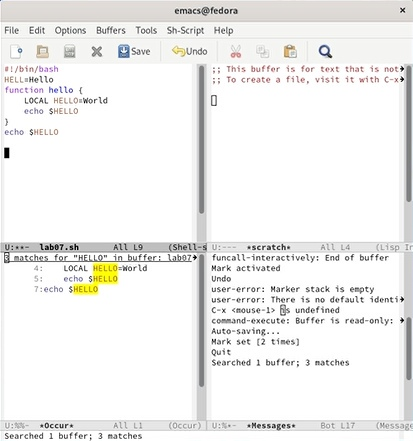 emacs@fedora
File Edit Options Buffers Tools Sh-Script Help
Save Undo
#!/bin/bash
HELL=Hello
function hello {
LOCAL HELLO=World
echo $HELLO
}
echo $HELLO
U:**- lab07.sh All L9 (Shell-s
;; This buffer is for text that is not
;; To create a file, visit it with C-x
U:--- *scratch* All L4 (Lisp In
3 matches for "HELLO" in buffer: lab07
4: LOCAL HELLO=World
5: echo $HELLO
7:echo $HELLO
U:%%- *Occur* All L1 (Occur)
funcall-interactively: End of buffer
Mark activated
Undo
user-error: Marker stack is empty
user-error: There is no default identi
C-x <mouse-1> is undefined
command-execute: Buffer is read-only:
Auto-saving...
Mark set [2 times]
Quit
Searched 1 buffer; 3 matches
U:%*- *Messages* Bot L17 (Message
Searched 1 buffer; 3 matches